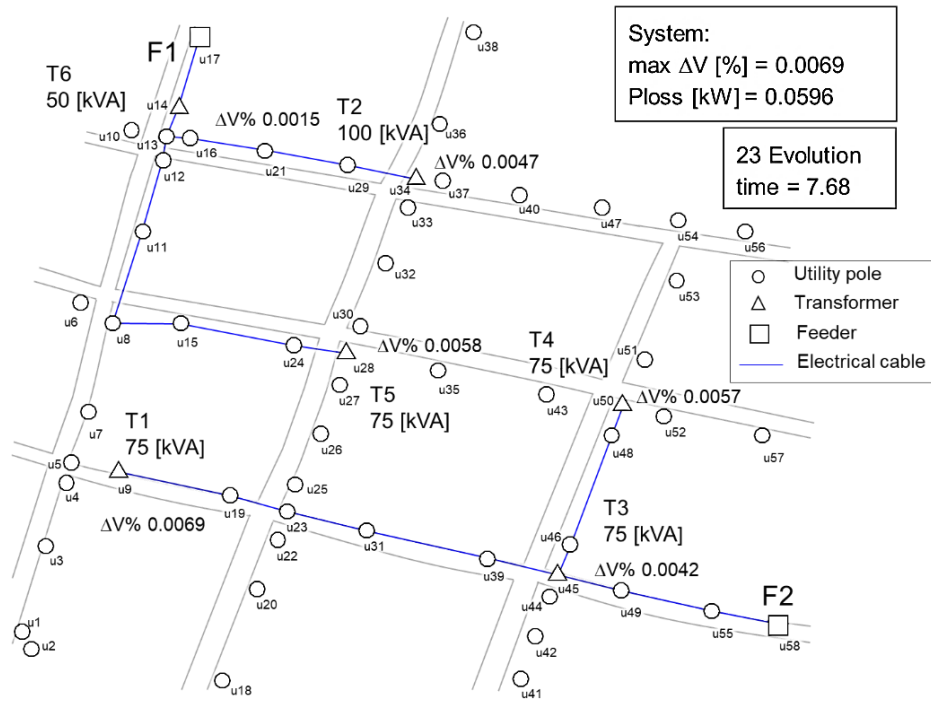 System:
max ΔV [%] = 0.0069
Ploss [kW] = 0.0596
23 Evolution
time = 7.68
Utility pole
Transformer
Feeder
Electrical cable
F1
u17
u38
T6
50 [kVA]
u14
ΔV% 0.0015
T2
100 [kVA]
u36
u10
u13
u16
u12
u21
u29
u34
ΔV% 0.0047
u37
u40
u47
u54
u56
u33
u11
u32
u53
u6
u8
u15
u30
u24
u28
ΔV% 0.0058
T4
75 [kVA]
u51
u35
u43
u50
ΔV% 0.0057
u27
T5
75 [kVA]
u52
u57
u7
T1
75 [kVA]
u26
u48
u5
u9
u4
u25
u19
ΔV% 0.0069
u23
u31
T3
75 [kVA]
u3
u22
u46
u39
u45
ΔV% 0.0042
u20
u44
u49
F2
u55
u58
u1
u2
u42
u18
u41